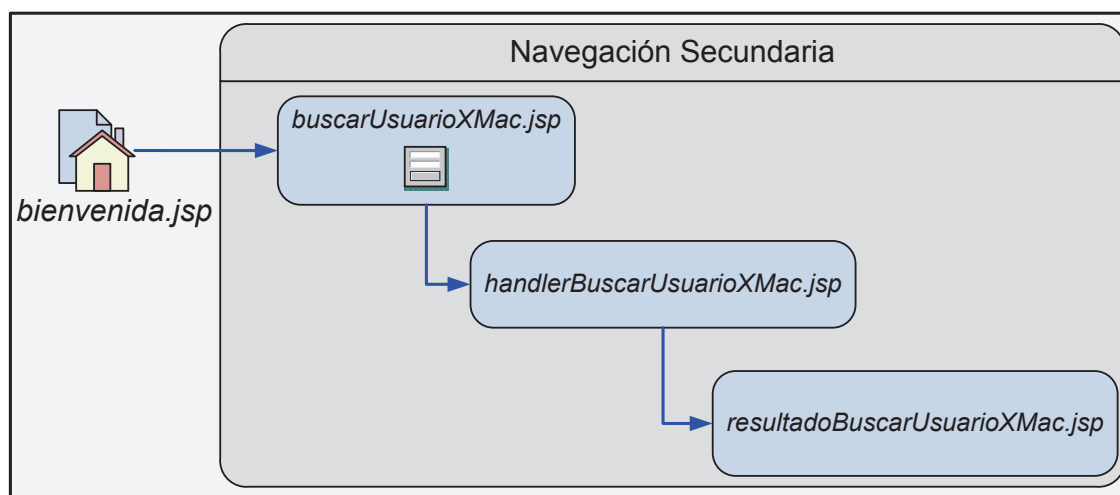 Navegación Secundaria
buscarUsuarioXMac.jsp
bienvenida.jsp
handlerBuscarUsuarioXMac.jsp
resultadoBuscarUsuarioXMac.jsp